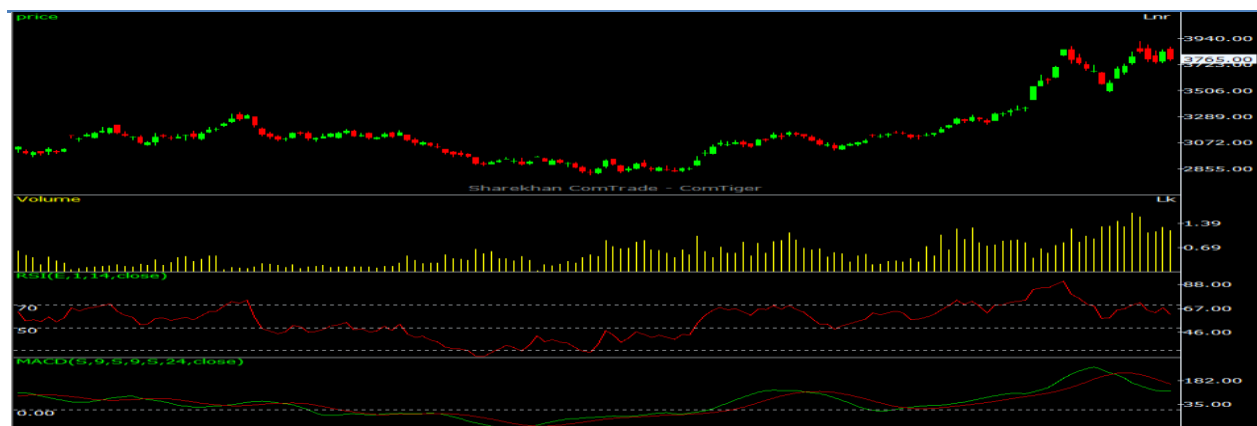 price
Lnr
3940.00
3765.00
3723.00
3506.00
3289.00
3072.00
2855.00
Sharekhan ComTrade - ComTiger
Volume
Lk
1.39
0.69
RSI(E,1,14,close)
88.00
70
67.00
50
46.00
MACD(S,9,S,9,S,24,close)
182.00
35.00
0.00